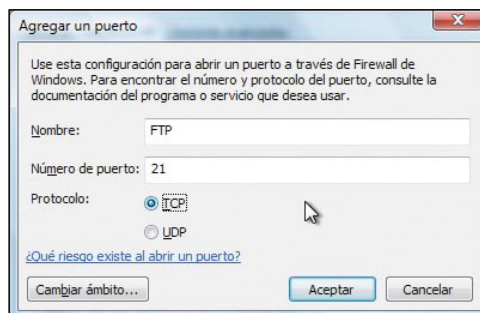 Agregar un puerto
Use esta configuración para abrir un puerto a través de Firewall de
Windows. Para encontrar el número y protocolo del puerto, consulte la
documentación del programa o servicio que desea usar.
Nombre: FTP
Número de puerto: 21
Protocolo: TCP
UDP
¿Qué riesgo existe al abrir un puerto?
Cambiar ámbito... Aceptar Cancelar